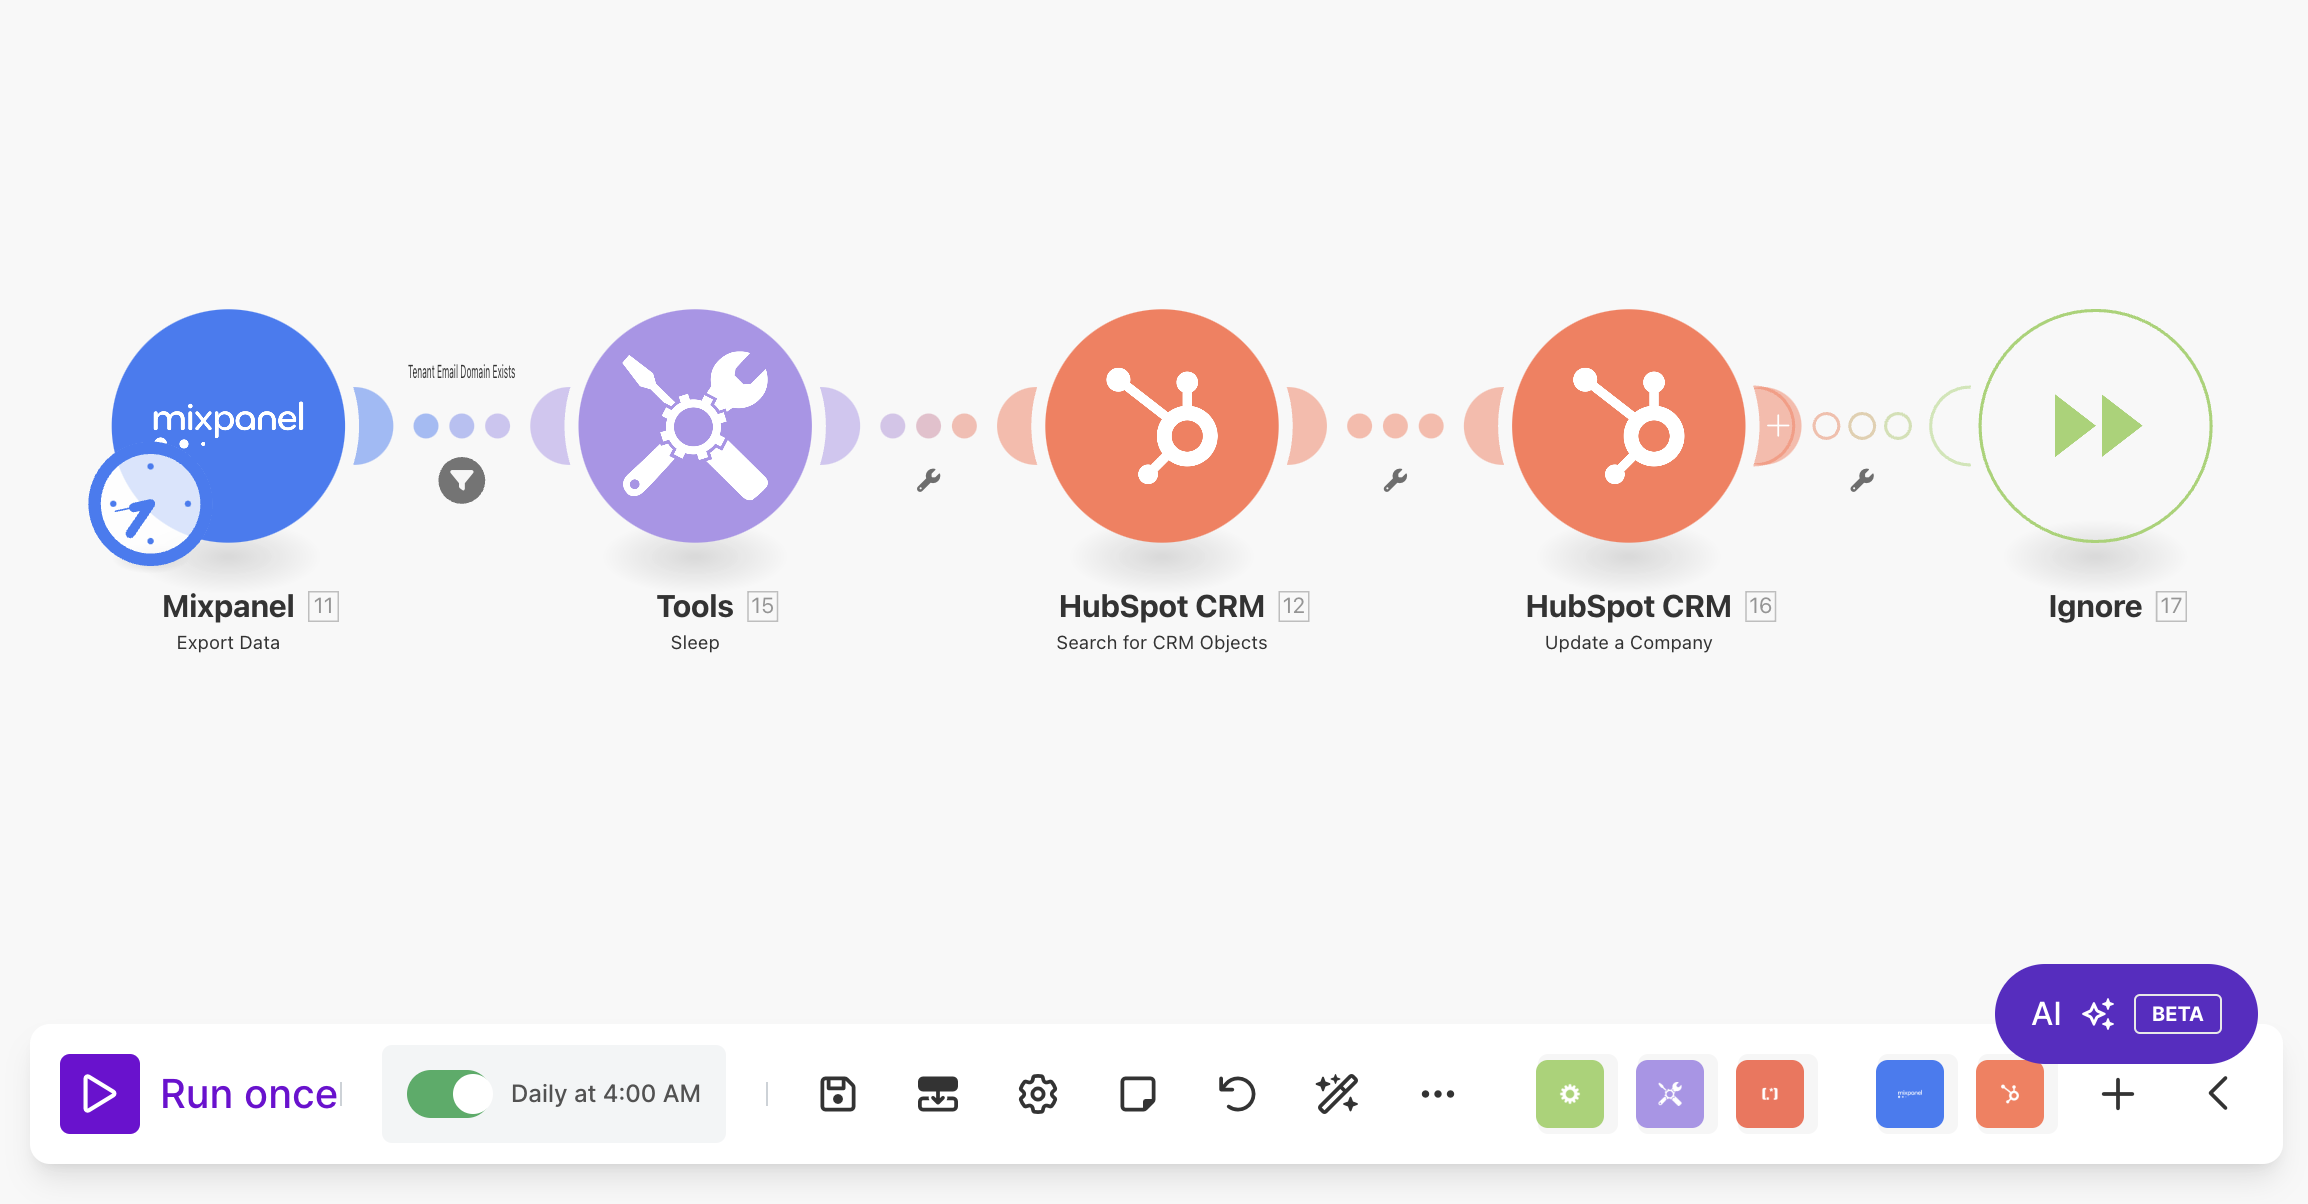 mixpanel
Tenant Email Domain Exists
Mixpanel 11
Export Data
Tools 15
Sleep
HubSpot CRM 12
Search for CRM Objects
HubSpot CRM 16
Update a Company
Ignore 17
AI BETA
Run once
Daily at 4:00 AM
mixpanel